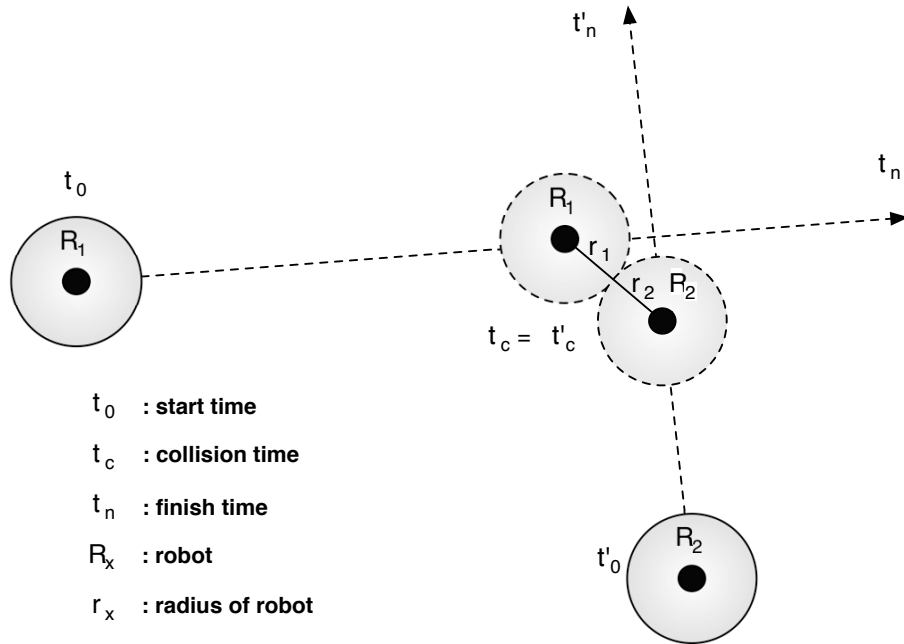 t'n
t0
tn
R1
R1
r1
r2
R2
tc = t'c
t0 : start time
tc : collision time
tn : finish time
Rx : robot
rx : radius of robot
t'0
R2